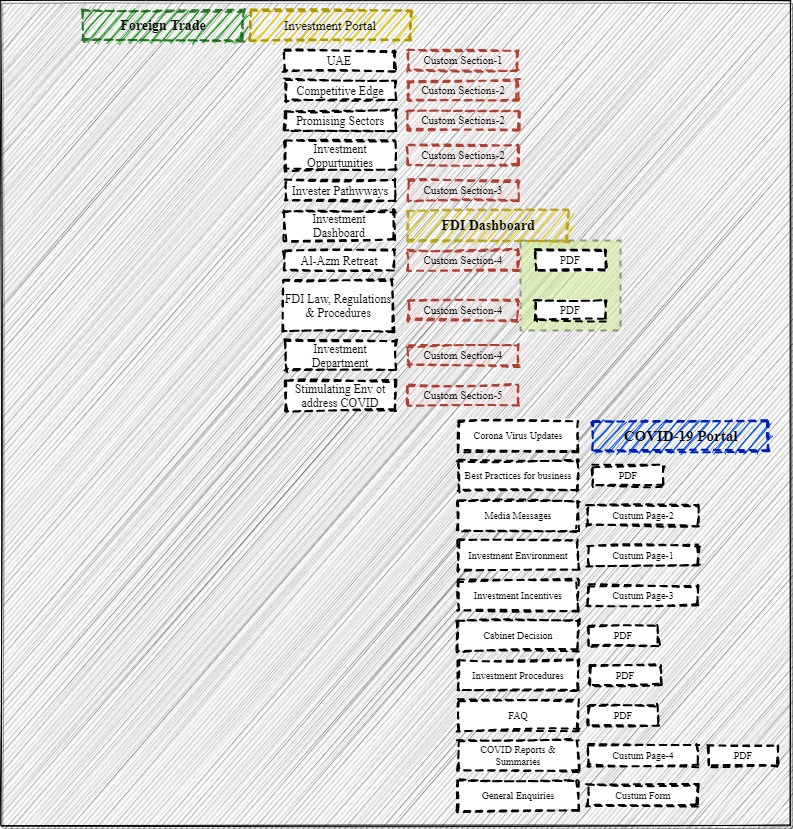 Foreign Trade
Investment Portal
UAE
Custom Section-1
Competitive Edge
Custom Sections-2
Promising Sectors
Custom Sections-2
Investment
Oppurtunities
Custom Sections-2
Invester Pathwways
Custom Section-3
Investment
Dashboard
FDI Dashboard
Al-Azm Retreat
Custom Section-4
PDF
FDI Law, Regulations
& Procedures
Custom Section-4
PDF
Investment
Department
Custom Section-4
Stimulating Env ot
address COVID
Custom Section-5
Corona Virus Updates
COVID-19 Portal
Best Practices for business
PDF
Media Messages
Custum Page-2
Investment Environment
Custum Page-1
Investment Incentives
Custum Page-3
Cabinet Decision
PDF
Investment Procedures
PDF
FAQ
PDF
COVID Reports &
Summaries
Custum Page-4
PDF
General Enquiries
Custum Form